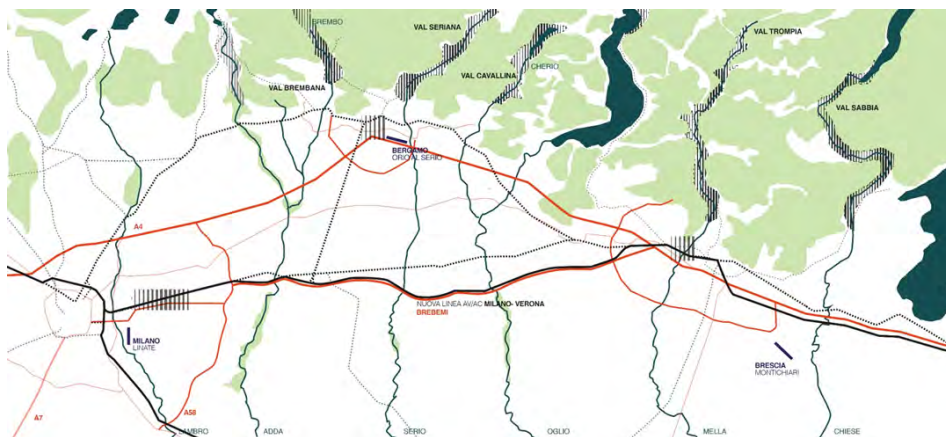 BREMBO
VAL SERIANA
VAL TROMPIA
VAL CAVALLINA
CHERIO
VAL BREMBANA
VAL SABBIA
BERGAMO
ORIO AL SERIO
A4
NUOVA LINEA AV/AC MILANO- VERONA
BREBEMI
MILANO
LINATE
BRESCIA
MONTICHIARI
A7
A58
LAMBRO
ADDA
SERIO
OGLIO
MELLA
CHIESE